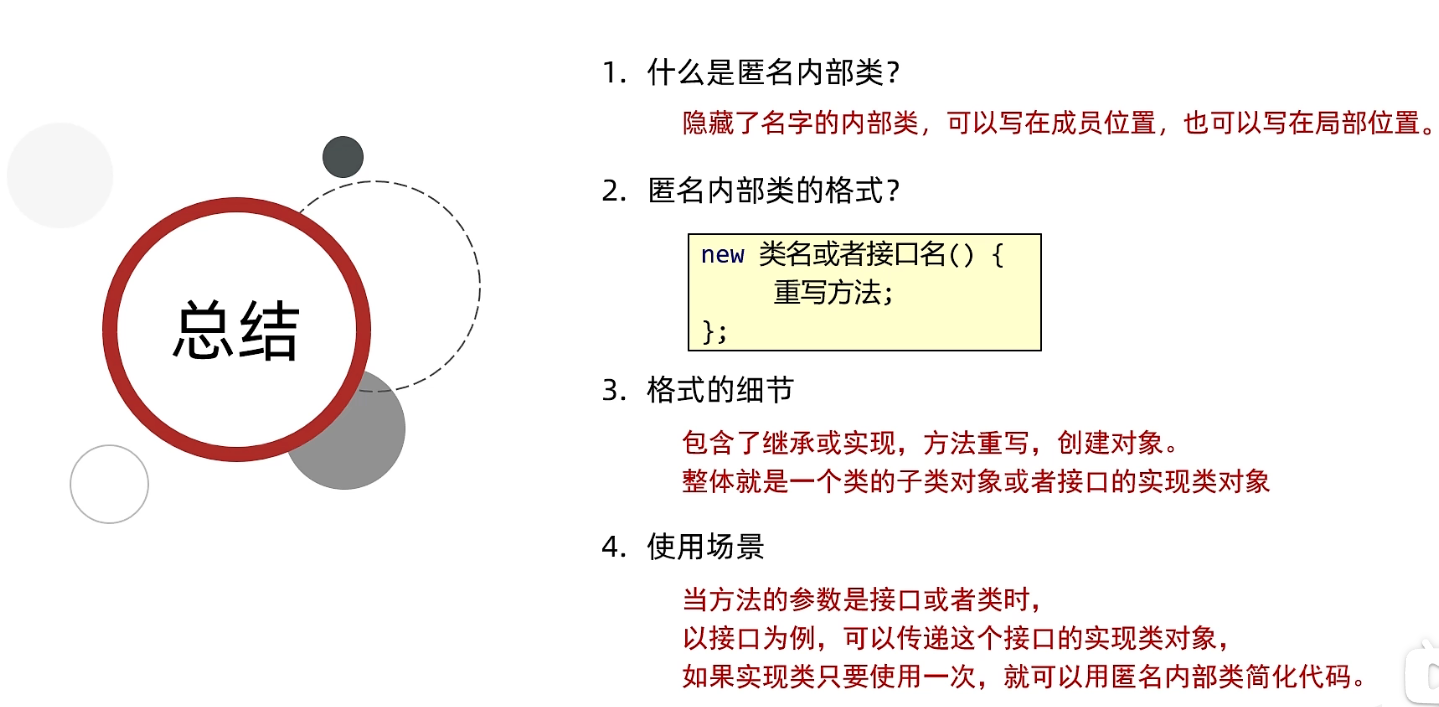 总结
1. 什么是匿名内部类?
隐藏了名字的内部类，可以写在成员位置，也可以写在局部位置。
2. 匿名内部类的格式?
new 类名或者接口名() {
重写方法;
};
3. 格式的细节
包含了继承或实现，方法重写，创建对象。
整体就是一个类的子类对象或者接口的实现类对象
4. 使用场景
当方法的参数是接口或者类时，
以接口为例，可以传递这个接口的实现类对象，
如果实现类只要使用一次，就可以用匿名内部类简化代码。